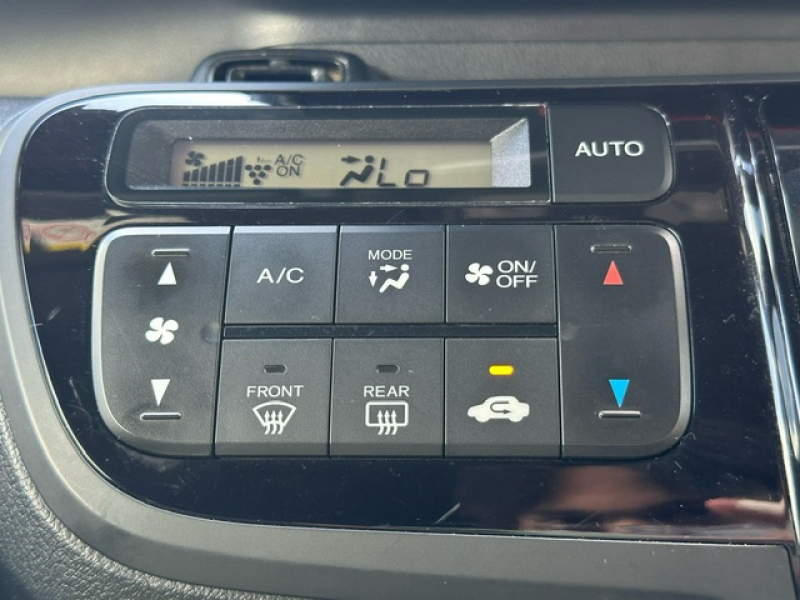 A/C
ON
Lo
AUTO
A/C
MODE
ON/
OFF
FRONT
REAR